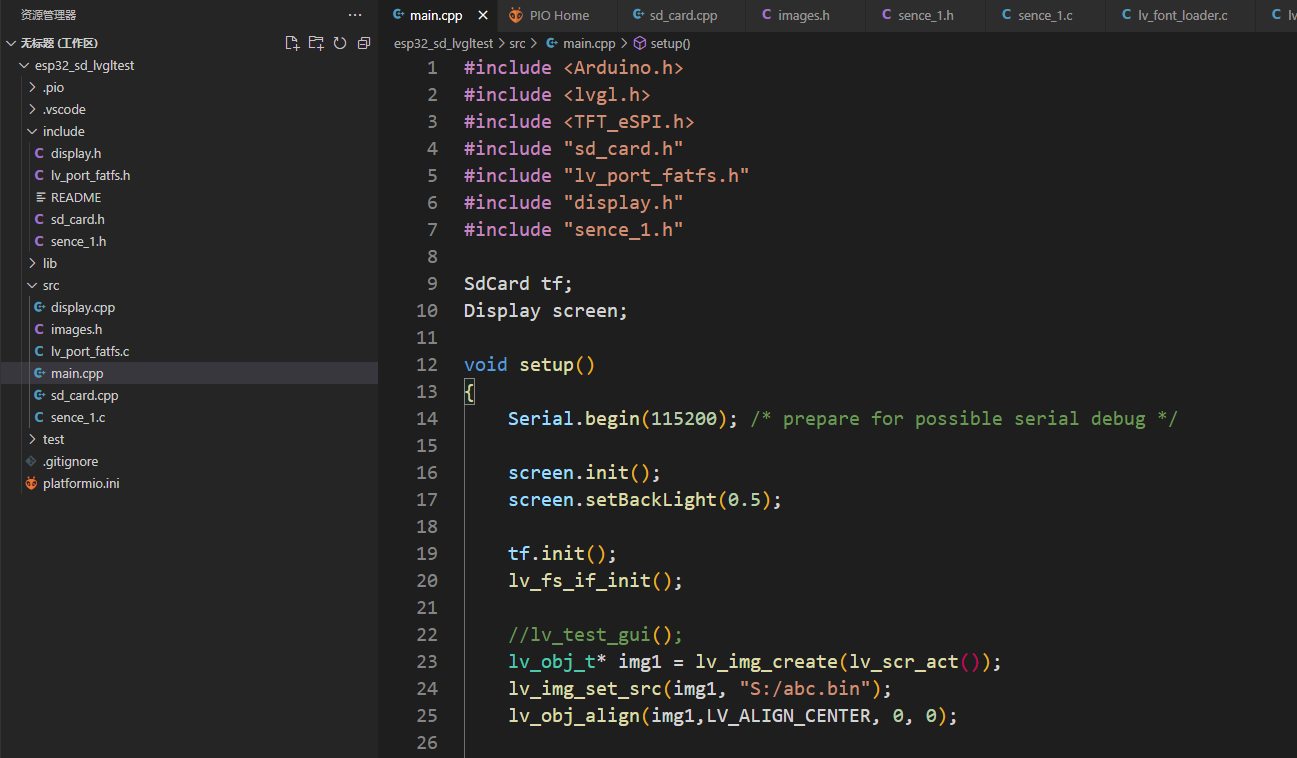 资源管理器
···
无标题 (工作区)
esp32_sd_lvgltest
.pio
.vscode
include
C display.h
C lv_port_fatfs.h
README
C sd_card.h
C sence_1.h
lib
src
display.cpp
C images.h
C lv_port_fatfs.c
main.cpp
sd_card.cpp
C sence_1.c
test
.gitignore
platformio.ini
main.cpp PIO Home sd_card.cpp C images.h C sence_1.h C sence_1.c C lv_font_loader.c C lv
esp32_sd_lvgltest > src > main.cpp > setup()
1 #include <Arduino.h>
2 #include <lvgl.h>
3 #include <TFT_eSPI.h>
4 #include "sd_card.h"
5 #include "lv_port_fatfs.h"
6 #include "display.h"
7 #include "sence_1.h"
8
9 SdCard tf;
10 Display screen;
11
12 void setup()
13 {
14 Serial.begin(115200); /* prepare for possible serial debug */
15
16 screen.init();
17 screen.setBackLight(0.5);
18
19 tf.init();
20 lv_fs_if_init();
21
22 //lv_test_gui();
23 lv_obj_t* img1 = lv_img_create(lv_scr_act());
24 lv_img_set_src(img1, "S:/abc.bin");
25 lv_obj_align(img1,LV_ALIGN_CENTER, 0, 0);
26